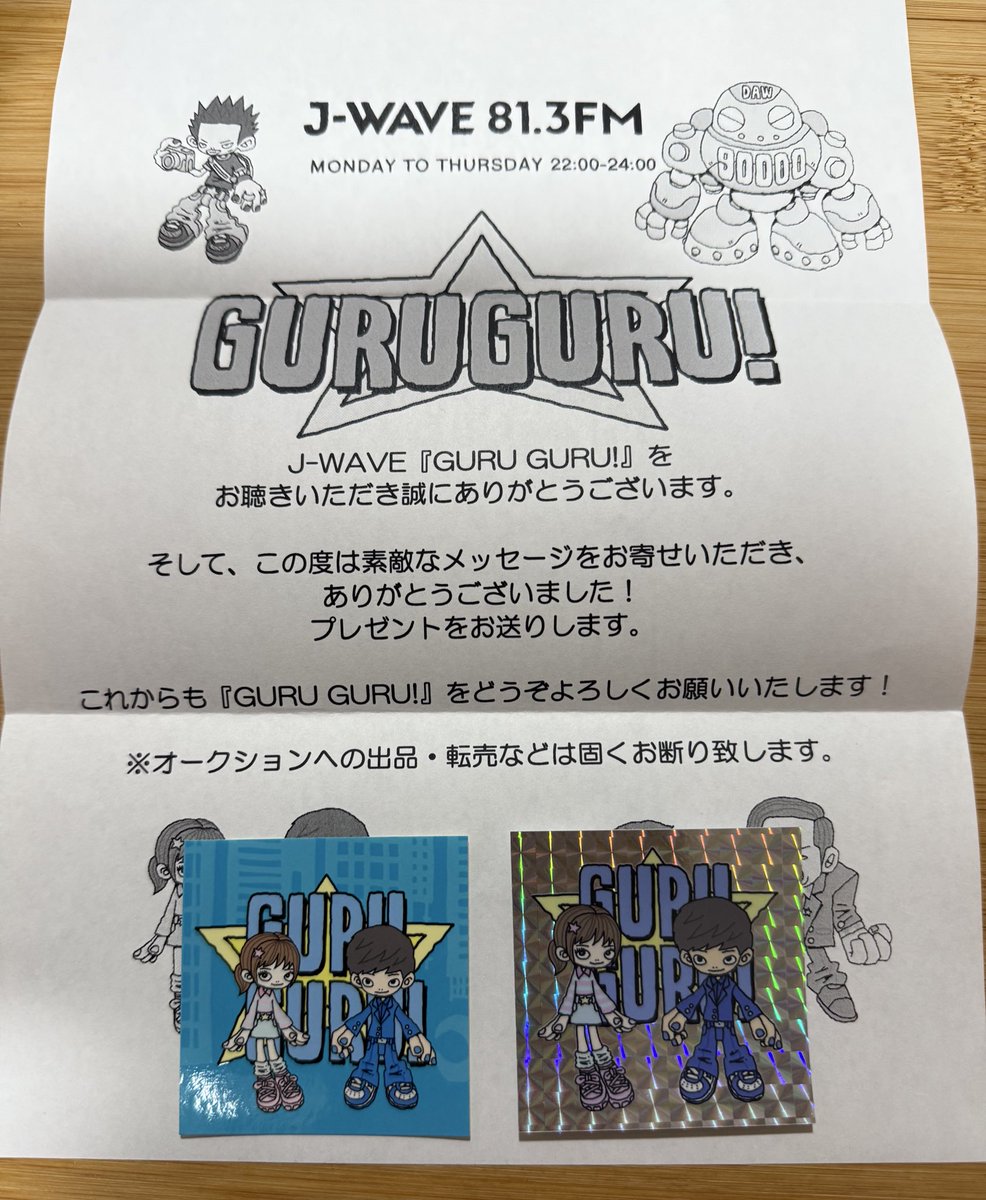 J-WAVE 81.3FM
MONDAY TO THURSDAY 22:00-24:00
DAW
90000
GURUGURU!
J-WAVE『GURU GURU!』を
お聴きいただき誠にありがとうございます。
そして、この度は素敵なメッセージをお寄せいただき、
ありがとうございました!
プレゼントをお送りします。
これからも『GURU GURU!』をどうぞよろしくお願いいたします!
※オークションへの出品・転売などは固くお断り致します。
GURU
GURU
GURU
GURU